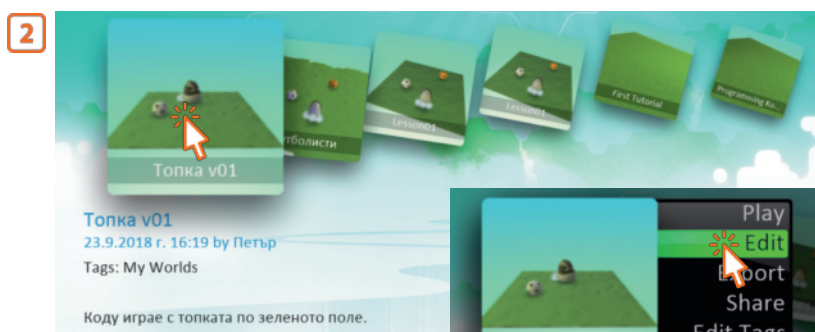 2
Топка v01
Lesson01
Lesson01
First Tutorial
Programming Ko...
Топка v01
23.9.2018 г. 16:19 by Петър
Tags: My Worlds
Коду играе с топката по зеленото поле.
Play
Edit
Export
Share
Edit Tags